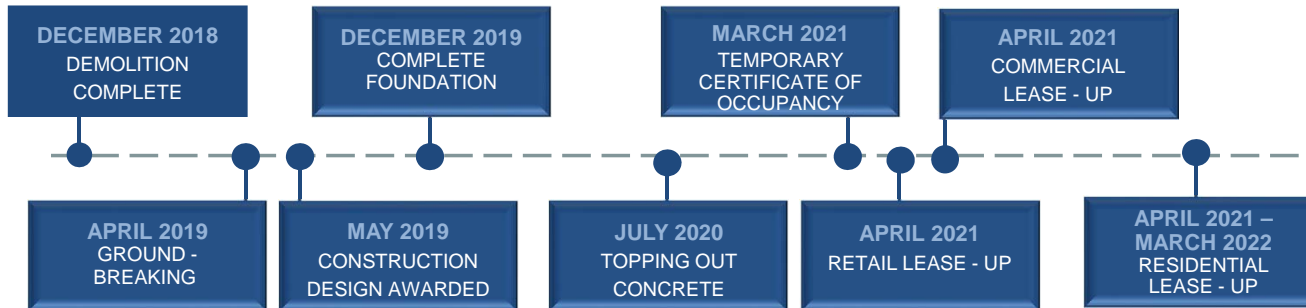 DECEMBER 2018
DEMOLITION
COMPLETE
DECEMBER 2019
COMPLETE
FOUNDATION
MARCH 2021
TEMPORARY
CERTIFICATE OF
OCCUPANCY
APRIL 2021
COMMERCIAL
LEASE - UP
APRIL 2019
GROUND -
BREAKING
MAY 2019
CONSTRUCTION
DESIGN AWARDED
JULY 2020
TOPPING OUT
CONCRETE
APRIL 2021
RETAIL LEASE - UP
APRIL 2021 –
MARCH 2022
RESIDENTIAL
LEASE - UP